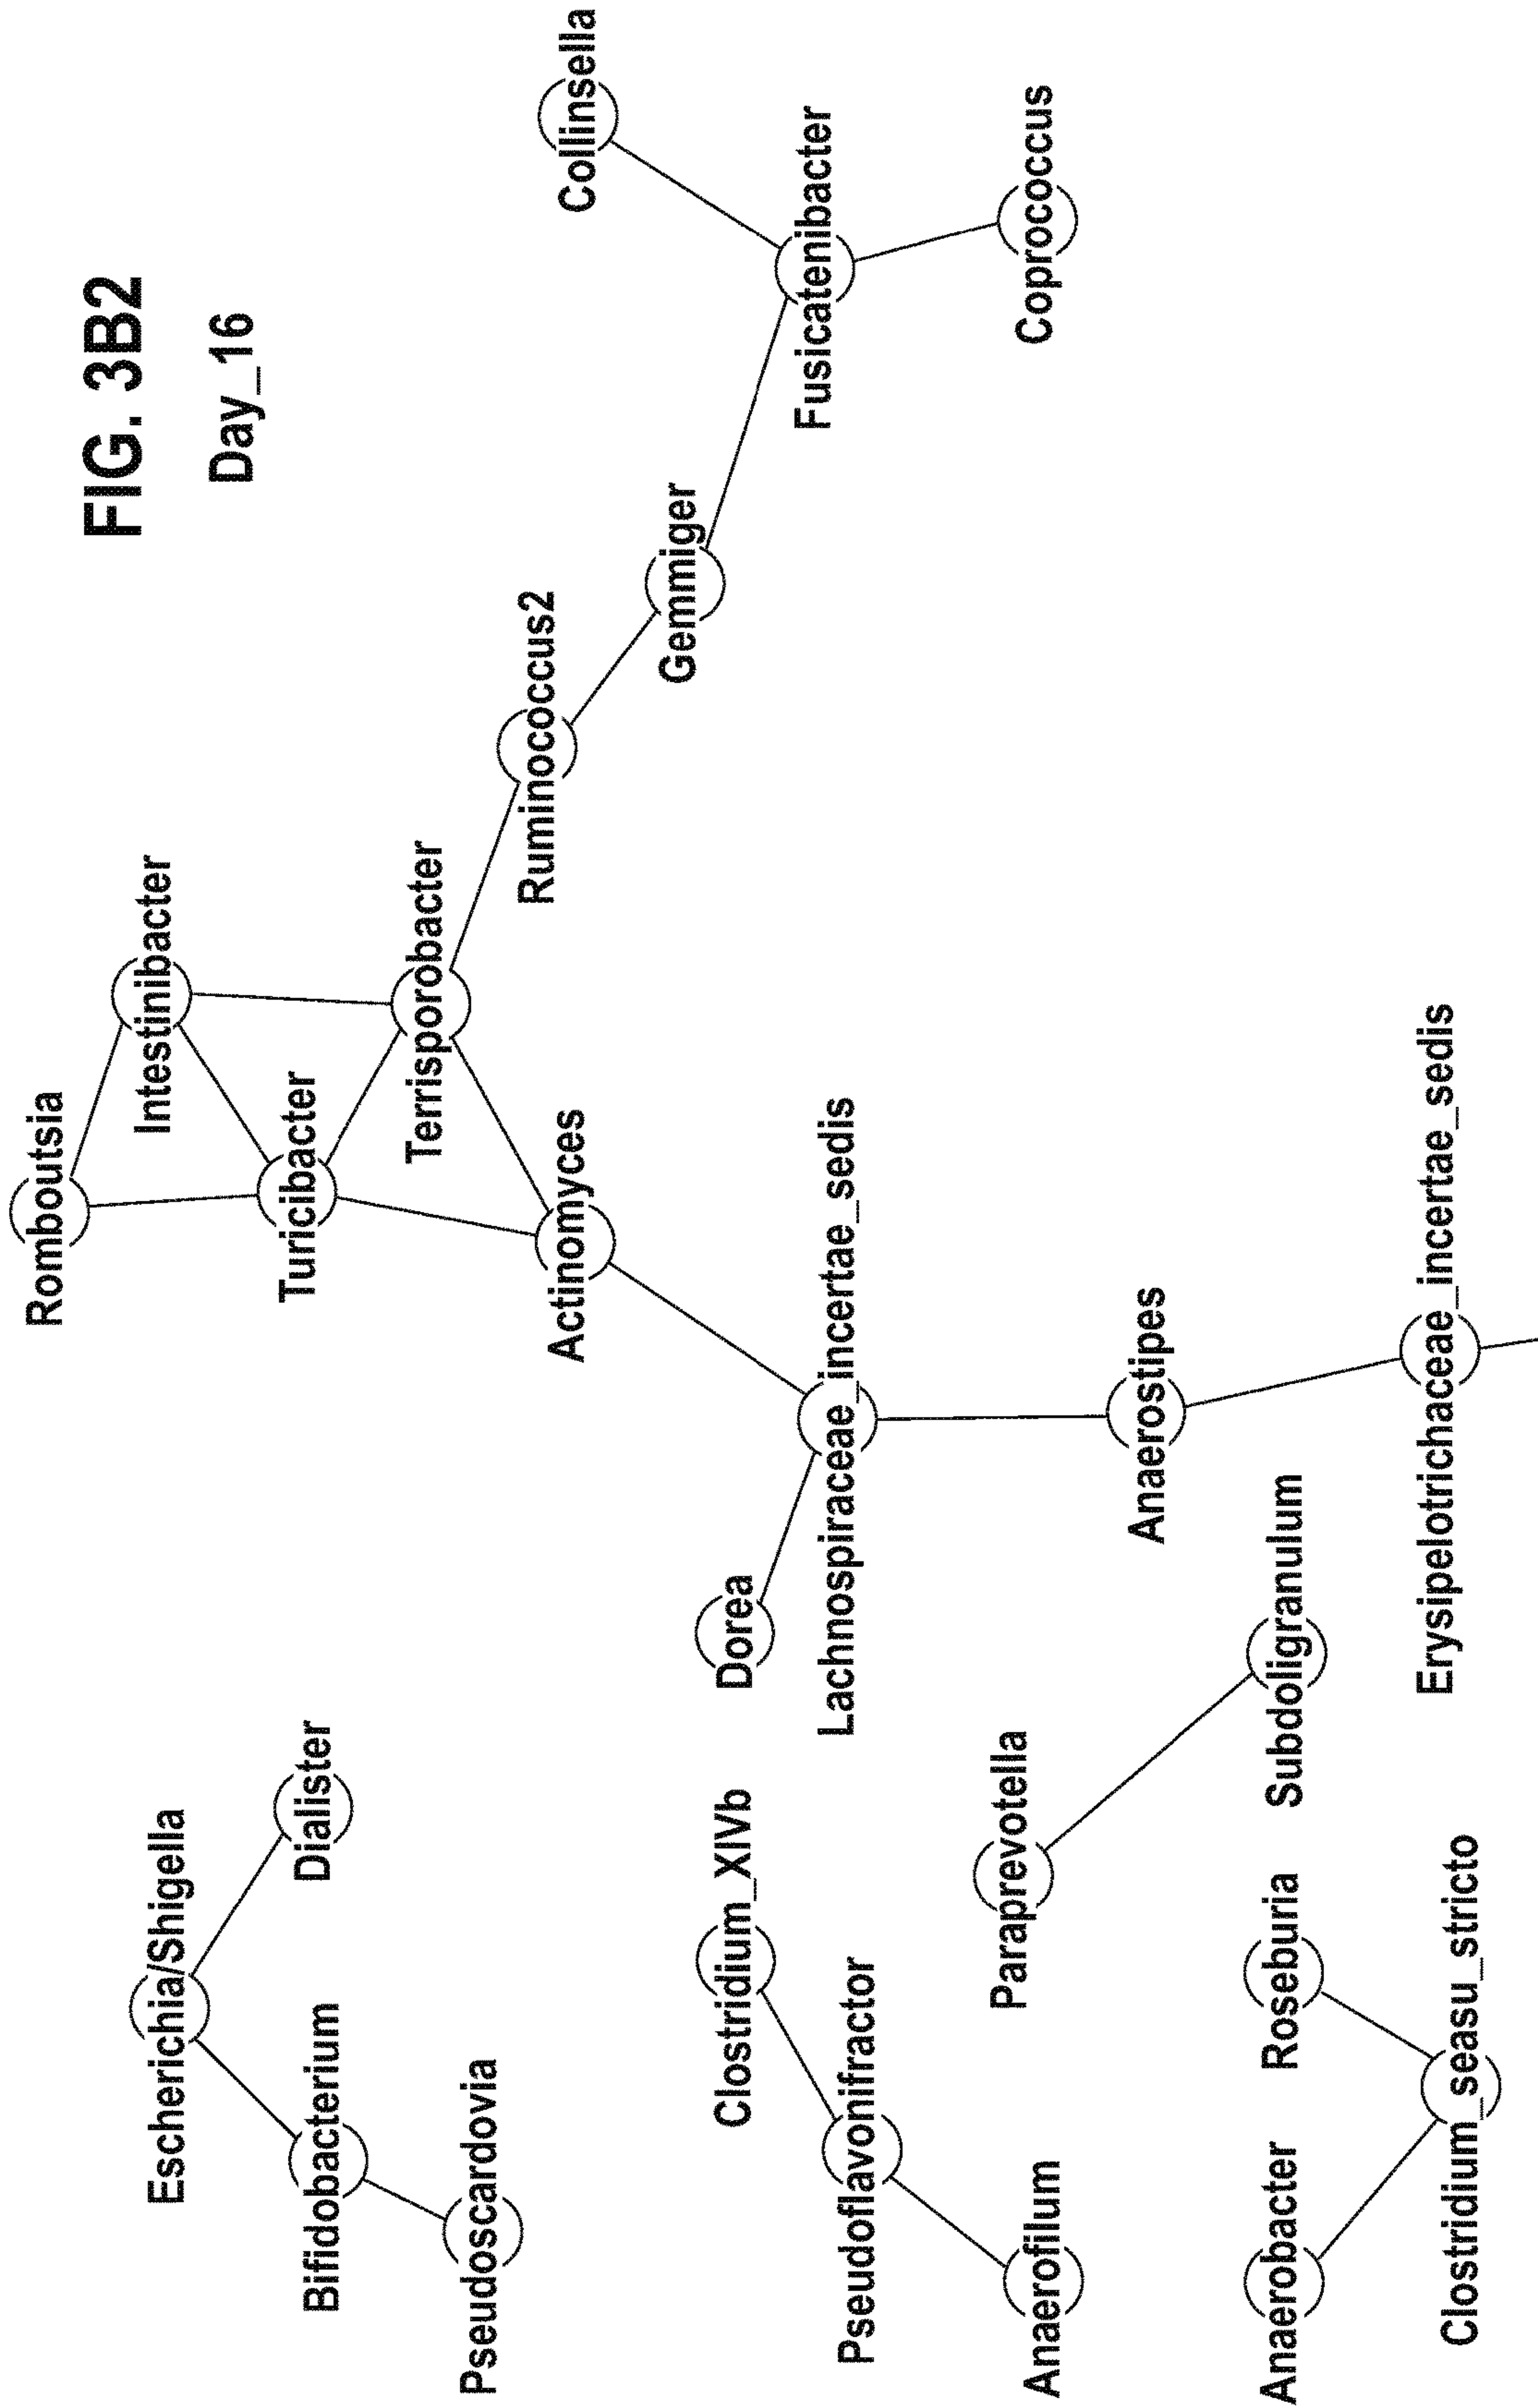 FIG. 3B2
Day_16
Romboutsia
Intestinibacter
Turicibacter
Terrisporobacter
Actinomyces
Ruminococcus2
Gemmiger
Collinsella
Fusicatenibacter
Coprococcus
Escherichia/Shigella
Dialister
Bifidobacterium
Pseudoscardovia
Dorea
Lachnospiraceae_incertae_sedis
Clostridium_XIVb
Pseudoflavonifractor
Anaerofilum
Paraprevotella
Subdoligranulum
Anaerostipes
Roseburia
Anaerobacter
Clostridium_seasu_stricto
Erysipelotrichaceae_incertae_sedis